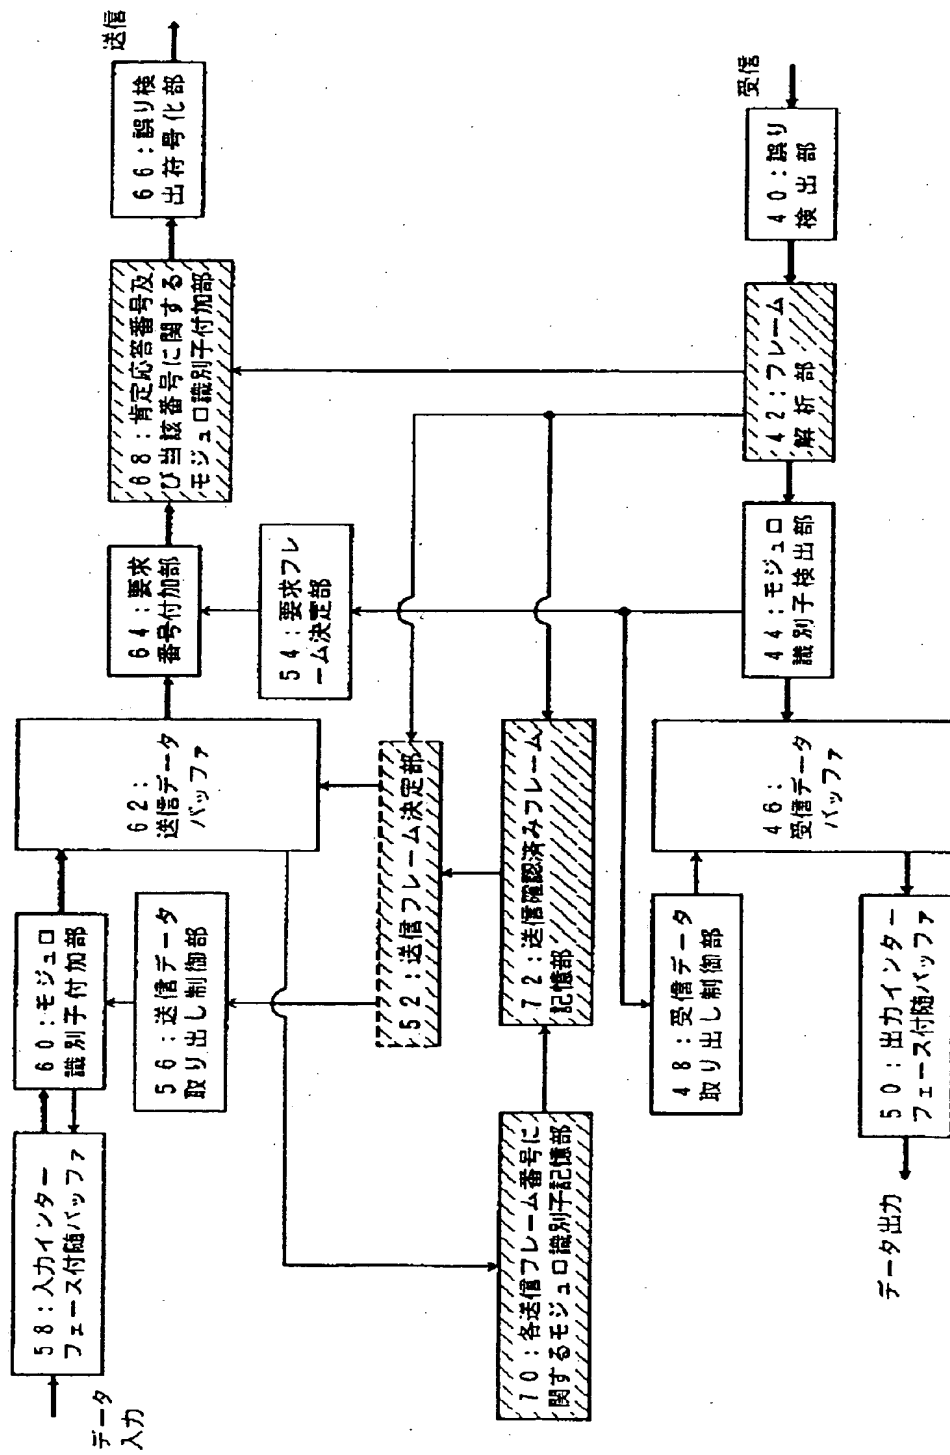 データ
入力
58：入力インター
フェース付随バッファ
60：モジュロ
識別子付加部
56：送信データ
取り出し制御部
62：
送信データ
バッファ
64：要求
番号付加部
54：要求フレ
ーム決定部
68：肯定応答番号及
び当該番号に関する
モジュロ識別子付加部
66：誤り検
出符号化部
送信
52：送信フレーム決定部
72：送信確認済みフレーム
記憶部
70：各送信フレーム番号に
関するモジュロ識別子記憶部
受信
40：誤り
検出部
42：フレーム
解析部
44：モジュロ
識別子検出部
46：
受信データ
バッファ
48：受信データ
取り出し制御部
50：出力インター
フェース付随バッファ
データ出力